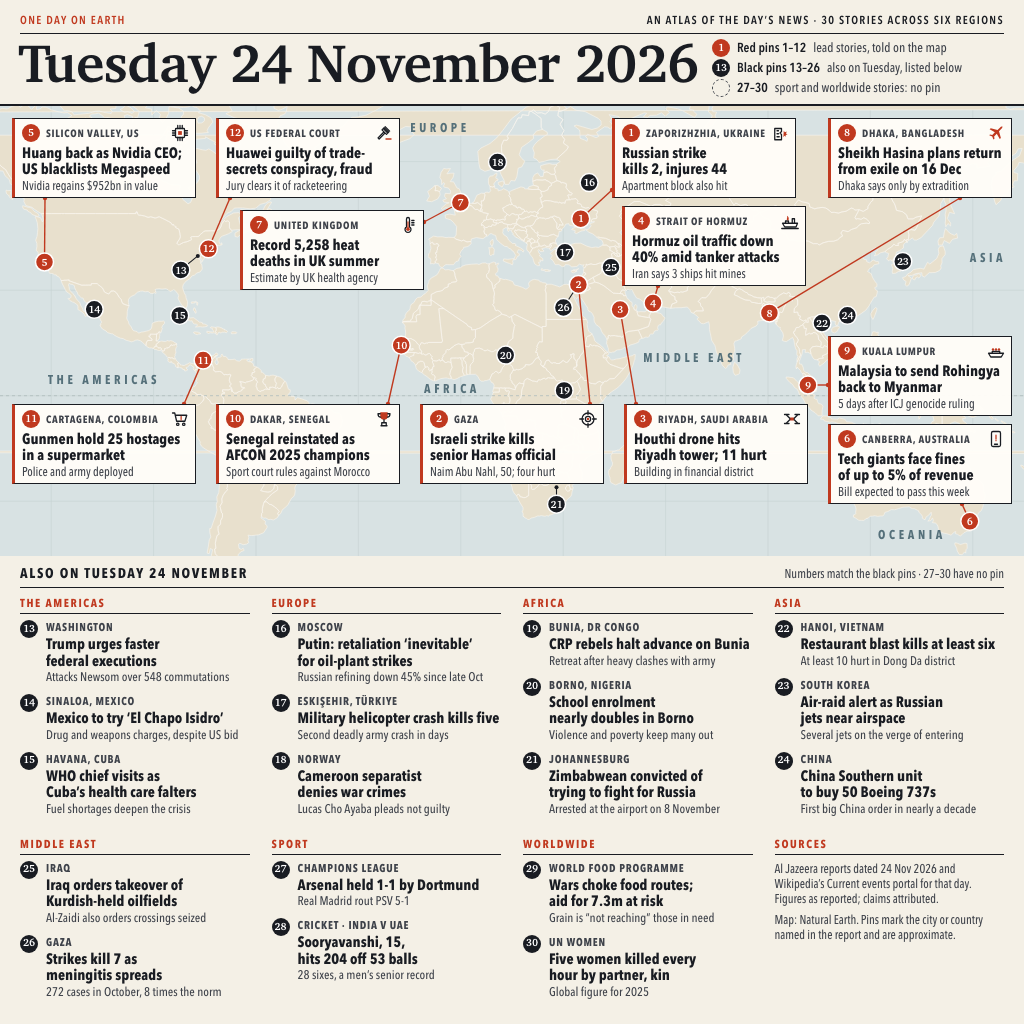 ONE DAY ON EARTH
AN ATLAS OF THE DAY'S NEWS · 30 STORIES ACROSS SIX REGIONS
Tuesday 24 November 2026
1 Red pins 1–12 lead stories, told on the map
13 Black pins 13–26 also on Tuesday, listed below
27–30 sport and worldwide stories: no pin
5 SILICON VALLEY, US
Huang back as Nvidia CEO;
US blacklists Megaspeed
Nvidia regains $952bn in value
12 US FEDERAL COURT
Huawei guilty of trade-
secrets conspiracy, fraud
Jury clears it of racketeering
EUROPE
1 ZAPORIZHZHIA, UKRAINE
Russian strike
kills 2, injures 44
Apartment block also hit
8 DHAKA, BANGLADESH
Sheikh Hasina plans return
from exile on 16 Dec
Dhaka says only by extradition
18
16
7
1
7 UNITED KINGDOM
Record 5,258 heat
deaths in UK summer
Estimate by UK health agency
4 STRAIT OF HORMUZ
Hormuz oil traffic down
40% amid tanker attacks
Iran says 3 ships hit mines
5
12
13
17
25
23
ASIA
2
14
15
26
3
4
8
22
24
11
10
20
19
THE AMERICAS
AFRICA
MIDDLE EAST
9
9 KUALA LUMPUR
Malaysia to send Rohingya
back to Myanmar
5 days after ICJ genocide ruling
11 CARTAGENA, COLOMBIA
Gunmen hold 25 hostages
in a supermarket
Police and army deployed
10 DAKAR, SENEGAL
Senegal reinstated as
AFCON 2025 champions
Sport court rules against Morocco
2 GAZA
Israeli strike kills
senior Hamas official
Naim Abu Nahl, 50; four hurt
3 RIYADH, SAUDI ARABIA
Houthi drone hits
Riyadh tower; 11 hurt
Building in financial district
6 CANBERRA, AUSTRALIA
Tech giants face fines
of up to 5% of revenue
Bill expected to pass this week
21
6
OCEANIA
ALSO ON TUESDAY 24 NOVEMBER
Numbers match the black pins · 27–30 have no pin
THE AMERICAS
13 WASHINGTON
Trump urges faster
federal executions
Attacks Newsom over 548 commutations
14 SINALOA, MEXICO
Mexico to try ‘El Chapo Isidro’
Drug and weapons charges, despite US bid
15 HAVANA, CUBA
WHO chief visits as
Cuba's health care falters
Fuel shortages deepen the crisis
EUROPE
16 MOSCOW
Putin: retaliation ‘inevitable’
for oil-plant strikes
Russian refining down 45% since late Oct
17 ESKIŞEHIR, TÜRKIYE
Military helicopter crash kills five
Second deadly army crash in days
18 NORWAY
Cameroon separatist
denies war crimes
Lucas Cho Ayaba pleads not guilty
AFRICA
19 BUNIA, DR CONGO
CRP rebels halt advance on Bunia
Retreat after heavy clashes with army
20 BORNO, NIGERIA
School enrolment
nearly doubles in Borno
Violence and poverty keep many out
21 JOHANNESBURG
Zimbabwean convicted of
trying to fight for Russia
Arrested at the airport on 8 November
ASIA
22 HANOI, VIETNAM
Restaurant blast kills at least six
At least 10 hurt in Dong Da district
23 SOUTH KOREA
Air-raid alert as Russian
jets near airspace
Several jets on the verge of entering
24 CHINA
China Southern unit
to buy 50 Boeing 737s
First big China order in nearly a decade
MIDDLE EAST
25 IRAQ
Iraq orders takeover of
Kurdish-held oilfields
Al-Zaidi also orders crossings seized
26 GAZA
Strikes kill 7 as
meningitis spreads
272 cases in October, 8 times the norm
SPORT
27 CHAMPIONS LEAGUE
Arsenal held 1-1 by Dortmund
Real Madrid rout PSV 5-1
28 CRICKET · INDIA V UAE
Sooryavanshi, 15,
hits 204 off 53 balls
28 sixes, a men's senior record
WORLDWIDE
29 WORLD FOOD PROGRAMME
Wars choke food routes;
aid for 7.3m at risk
Grain is “not reaching” those in need
30 UN WOMEN
Five women killed every
hour by partner, kin
Global figure for 2025
SOURCES
Al Jazeera reports dated 24 Nov 2026 and
Wikipedia's Current events portal for that day.
Figures as reported; claims attributed.
Map: Natural Earth. Pins mark the city or country
named in the report and are approximate.